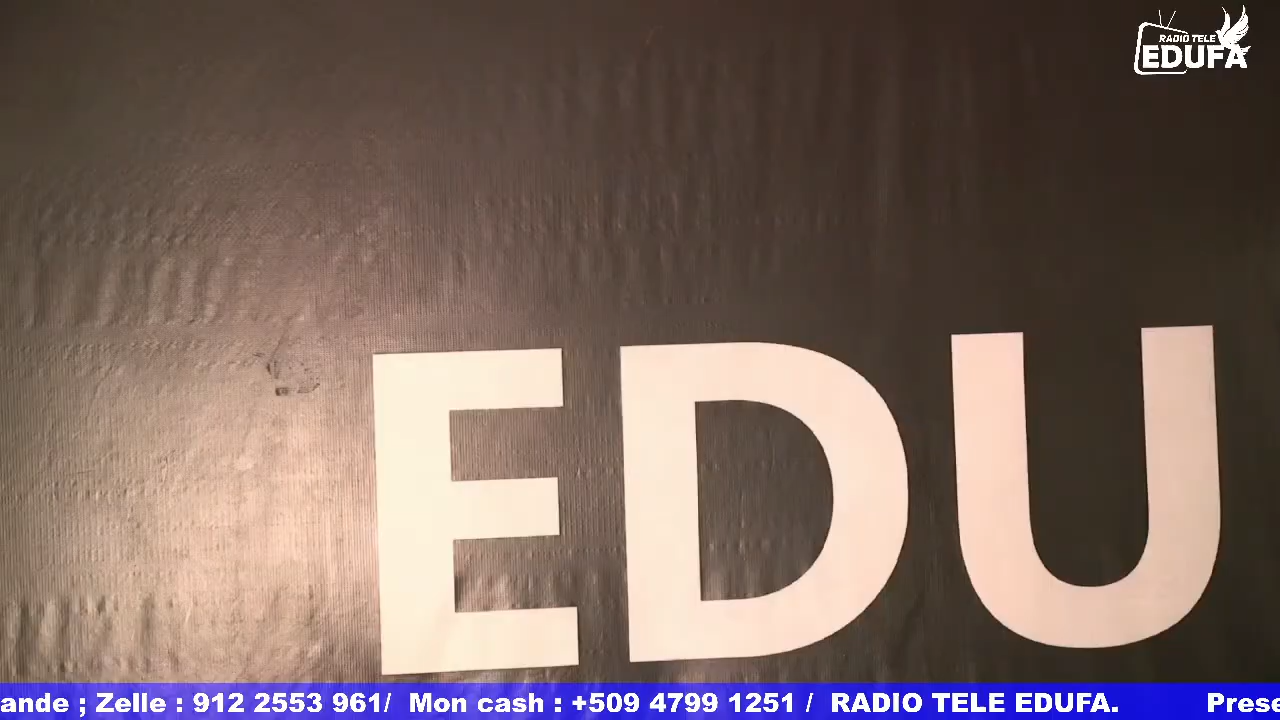 RADIO TELE
EDUFA
EDU
ande ; Zelle : 912 2553 961/ Mon cash : +509 4799 1251 / RADIO TELE EDUFA. Prese